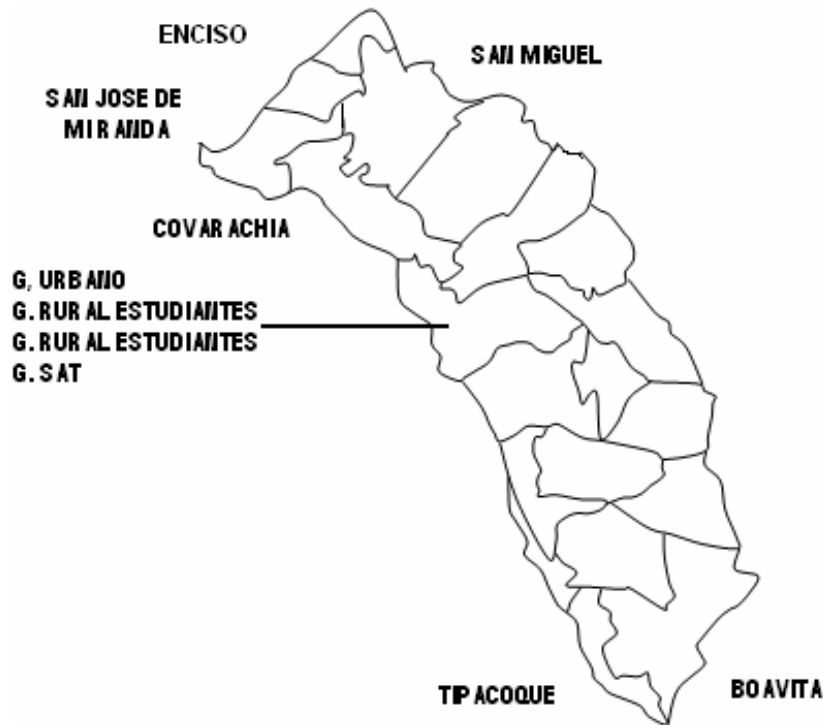 ENCISO
SAN MIGUEL
SAN JOSE DE
MIRANDA
COVARACHIA
G, URBANO
G. RURAL ESTUDIANTES
G. RURAL ESTUDIANTES
G. SAT
TIPACOQUE
BOAVITA